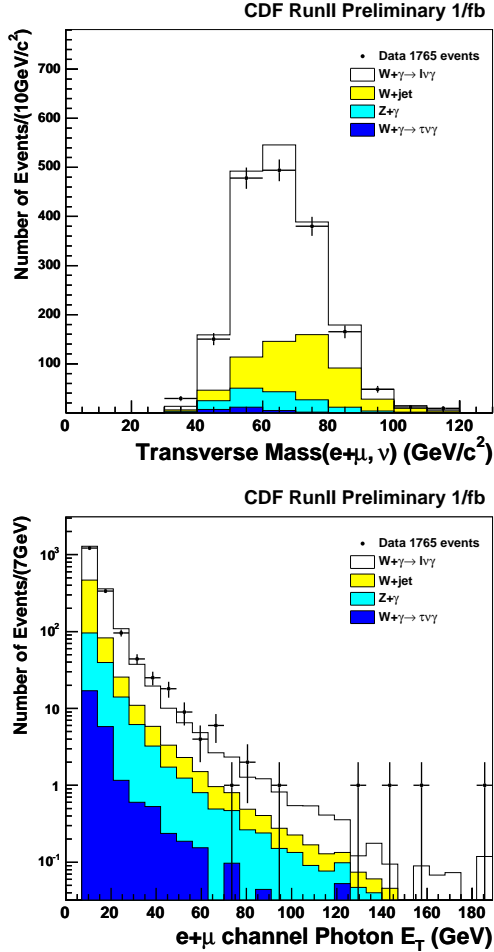 CDF RunII Preliminary 1/fb
Number of Events/(10GeV/c²)
700
600
500
400
300
200
100
Data 1765 events
W+γ→ lνγ
W+jet
Z+γ
W+γ→ τνγ
0 20 40 60 80 100 120
Transverse Mass(e+μ, ν) (GeV/c²)
CDF RunII Preliminary 1/fb
Number of Events/(7GeV)
10³
10²
10
1
10⁻¹
Data 1765 events
W+γ→ lνγ
W+jet
Z+γ
W+γ→ τνγ
0 20 40 60 80 100 120 140 160 180
e+μ channel Photon E_T (GeV)